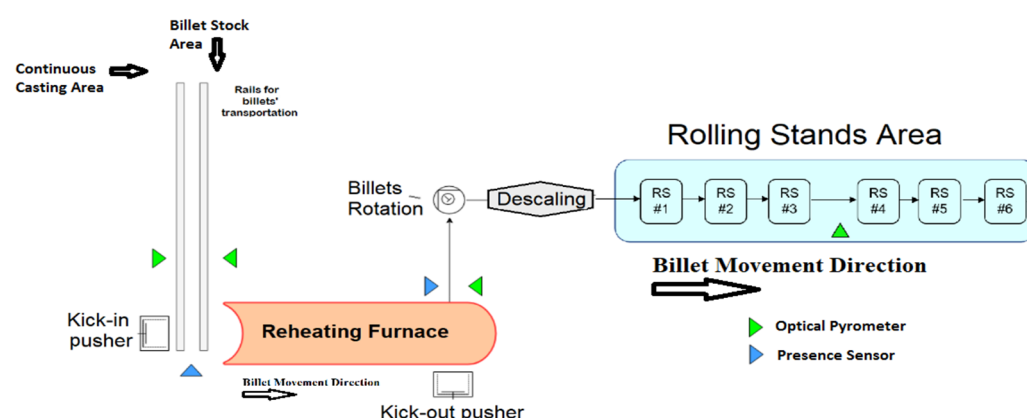 Billet Stock
Area
Continuous
Casting Area
Rails for
billets'
transportation
Rolling Stands Area
Billets
Rotation
Descaling
RS
#1
RS
#2
RS
#3
RS
#4
RS
#5
RS
#6
Billet Movement Direction
Kick-in
pusher
Reheating Furnace
Optical Pyrometer
Presence Sensor
Billet Movement Direction
Kick-out pusher